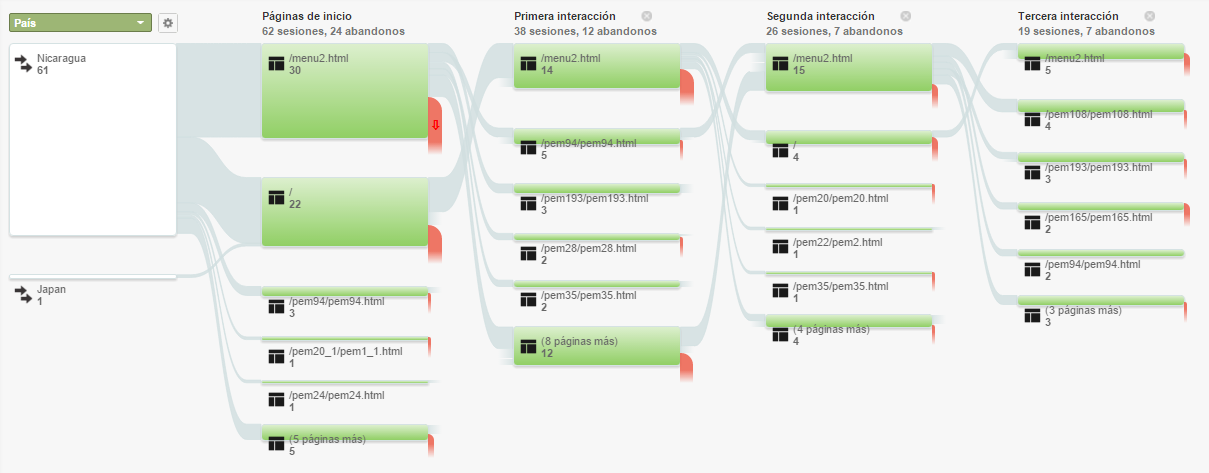 País
Páginas de inicio
62 sesiones, 24 abandonos
Primera interacción
38 sesiones, 12 abandonos
Segunda interacción
26 sesiones, 7 abandonos
Tercera interacción
19 sesiones, 7 abandonos
Nicaragua
61
Japan
1
/menu2.html
30
/
22
/pem94/pem94.html
3
/pem20_1/pem1_1.html
1
/pem24/pem24.html
1
(5 páginas más)
5
/menu2.html
14
/pem94/pem94.html
5
/pem193/pem193.html
3
/pem28/pem28.html
2
/pem35/pem35.html
2
(8 páginas más)
12
/menu2.html
15
/
4
/pem20/pem20.html
1
/pem22/pem2.html
1
/pem35/pem35.html
1
(4 páginas más)
4
/menu2.html
5
/pem108/pem108.html
4
/pem193/pem193.html
3
/pem165/pem165.html
2
/pem94/pem94.html
2
(3 páginas más)
3